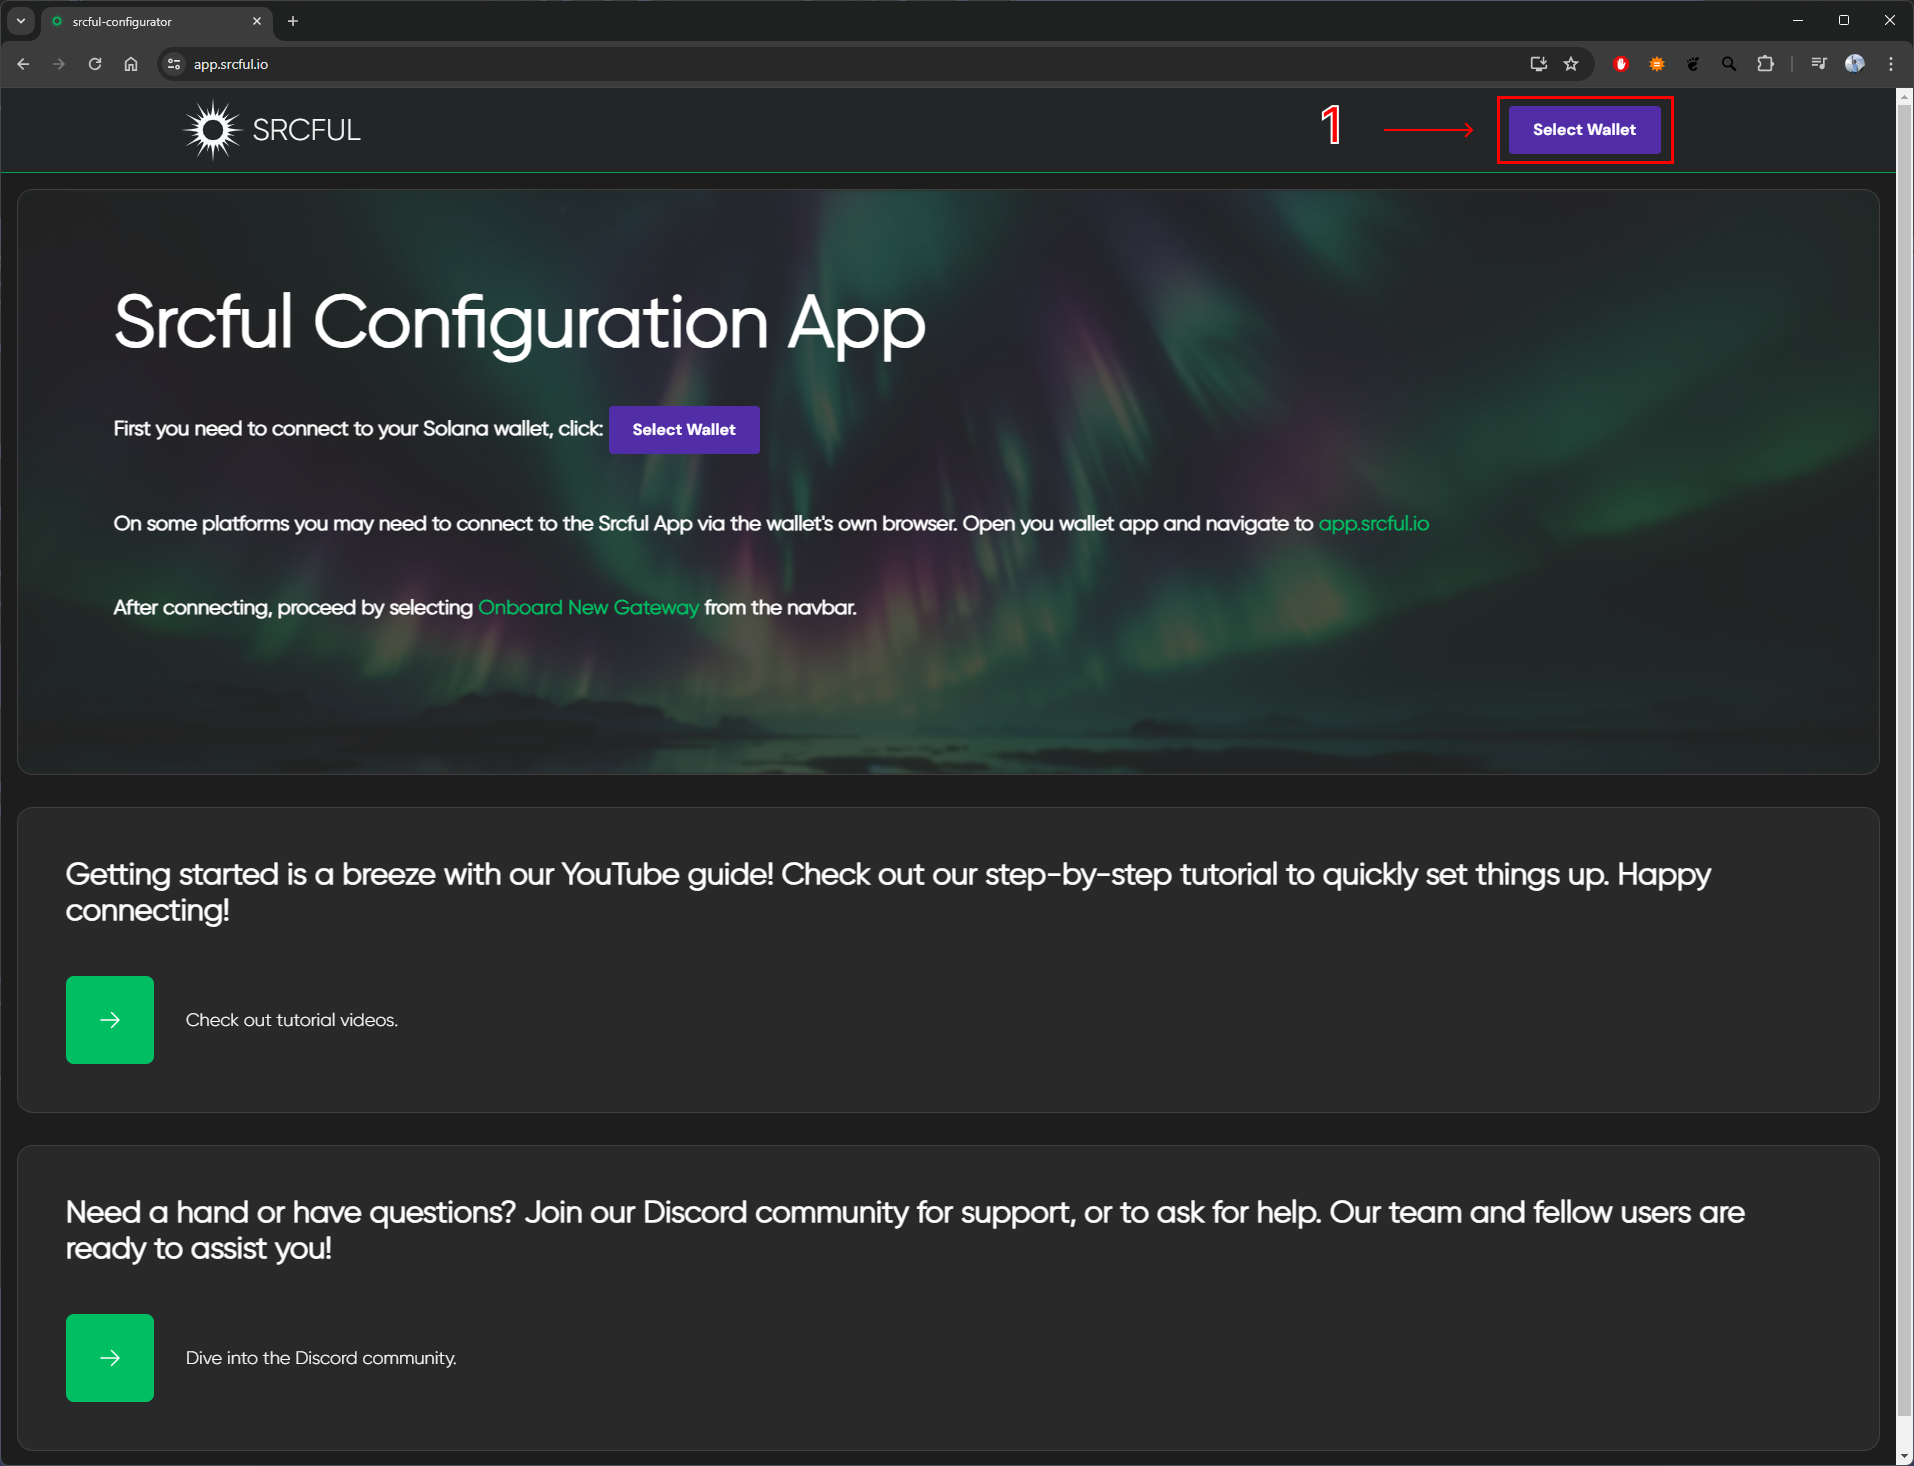 srcful-configurator
app.srcful.io
SRCFUL
1
Select Wallet
Srcful Configuration App
First you need to connect to your Solana wallet, click: Select Wallet
On some platforms you may need to connect to the Srcful App via the wallet's own browser. Open you wallet app and navigate to app.srcful.io
After connecting, proceed by selecting Onboard New Gateway from the navbar.
Getting started is a breeze with our YouTube guide! Check out our step-by-step tutorial to quickly set things up. Happy
connecting!
Check out tutorial videos.
Need a hand or have questions? Join our Discord community for support, or to ask for help. Our team and fellow users are
ready to assist you!
Dive into the Discord community.